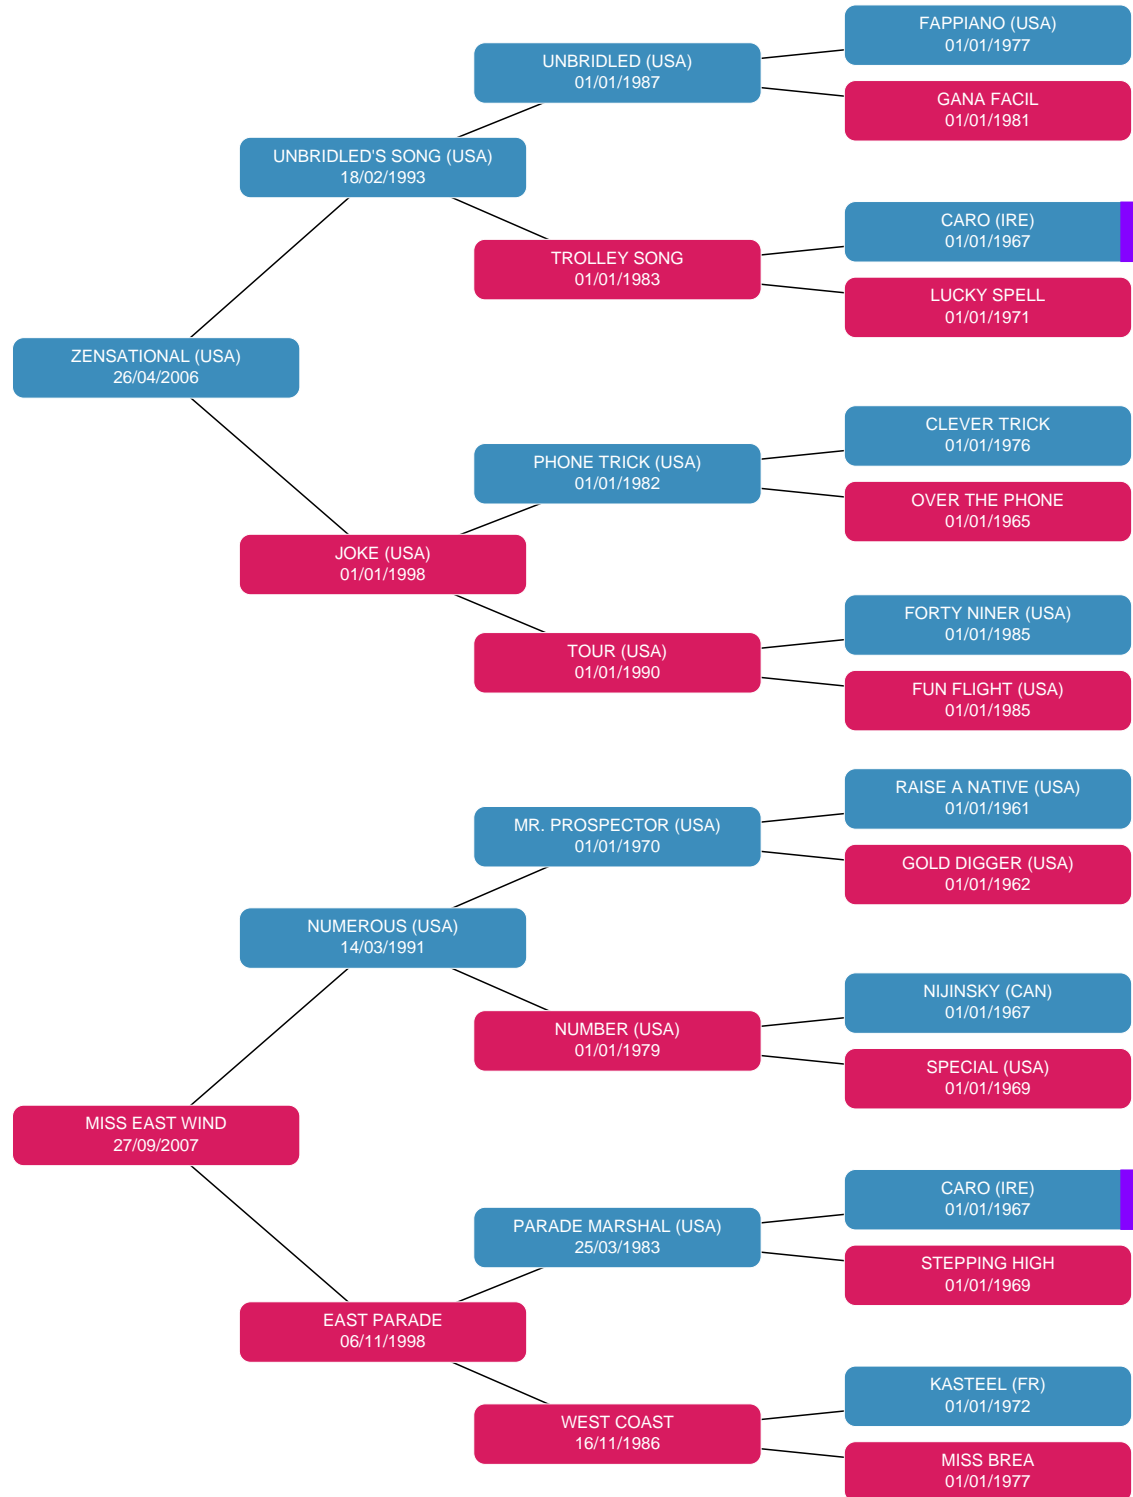 FAPPIANO (USA)
01/01/1977
UNBRIDLED (USA)
01/01/1987
GANA FACIL
01/01/1981
UNBRIDLED'S SONG (USA)
18/02/1993
CARO (IRE)
01/01/1967
TROLLEY SONG
01/01/1983
LUCKY SPELL
01/01/1971
ZENSATIONAL (USA)
26/04/2006
CLEVER TRICK
01/01/1976
PHONE TRICK (USA)
01/01/1982
OVER THE PHONE
01/01/1965
JOKE (USA)
01/01/1998
FORTY NINER (USA)
01/01/1985
TOUR (USA)
01/01/1990
FUN FLIGHT (USA)
01/01/1985
RAISE A NATIVE (USA)
01/01/1961
MR. PROSPECTOR (USA)
01/01/1970
GOLD DIGGER (USA)
01/01/1962
NUMEROUS (USA)
14/03/1991
NIJINSKY (CAN)
01/01/1967
NUMBER (USA)
01/01/1979
SPECIAL (USA)
01/01/1969
MISS EAST WIND
27/09/2007
CARO (IRE)
01/01/1967
PARADE MARSHAL (USA)
25/03/1983
STEPPING HIGH
01/01/1969
EAST PARADE
06/11/1998
KASTEEL (FR)
01/01/1972
WEST COAST
16/11/1986
MISS BREA
01/01/1977